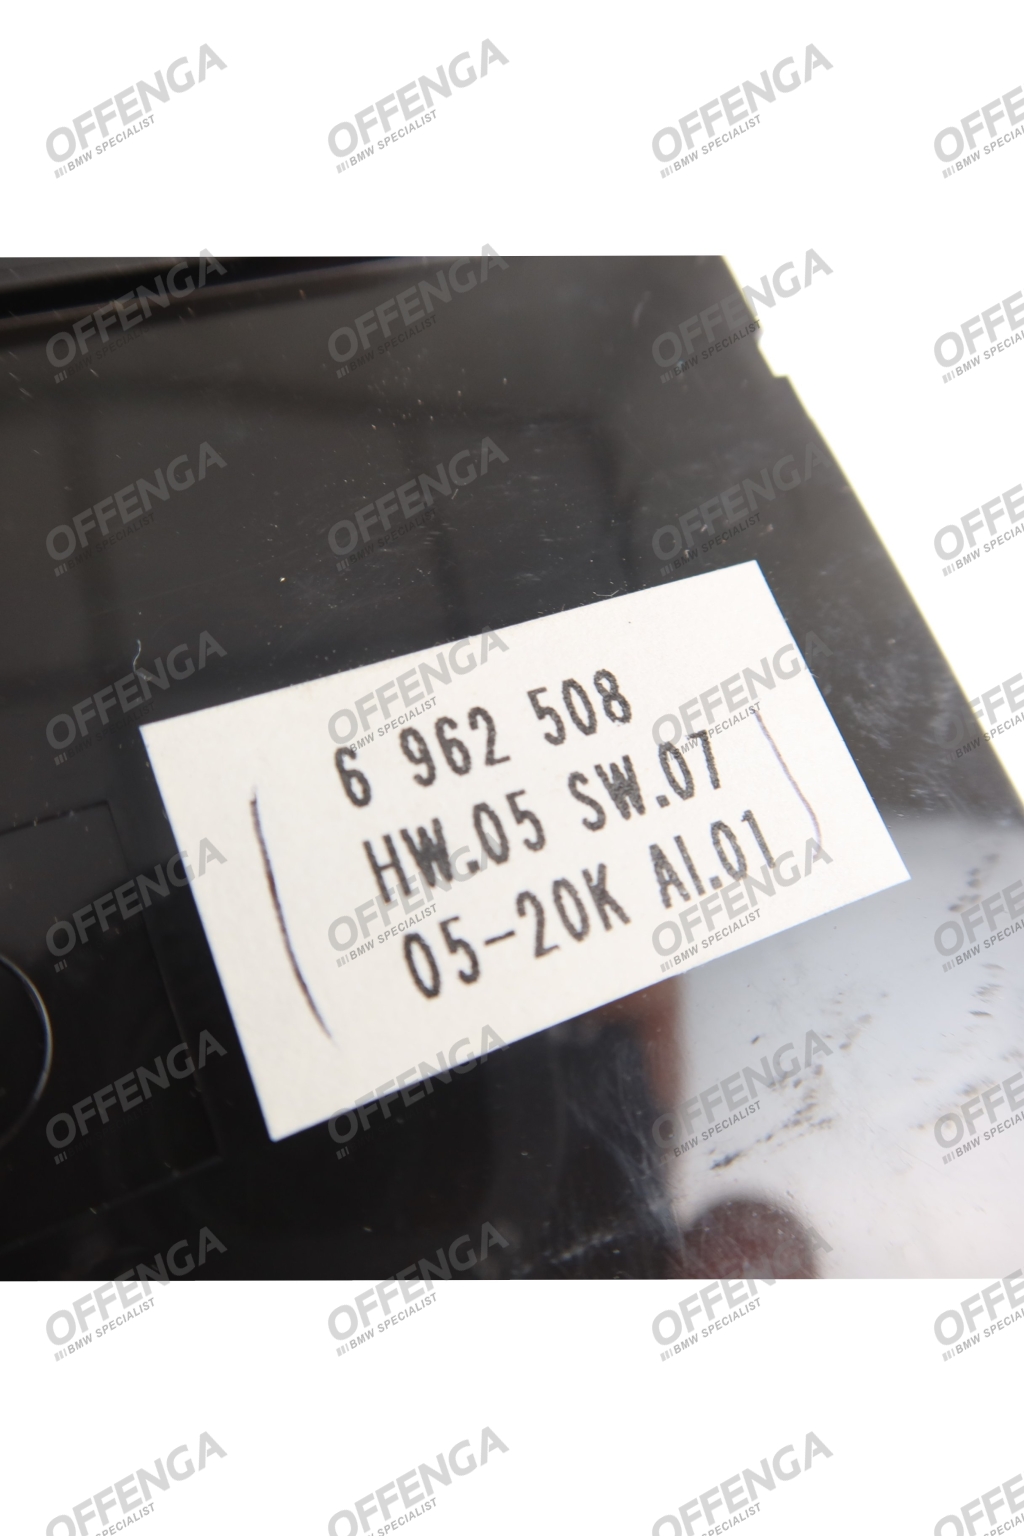 6 962 508
HW.05 SW.07
05-20K AI.01
OFFENGA
BMW SPECIALIST